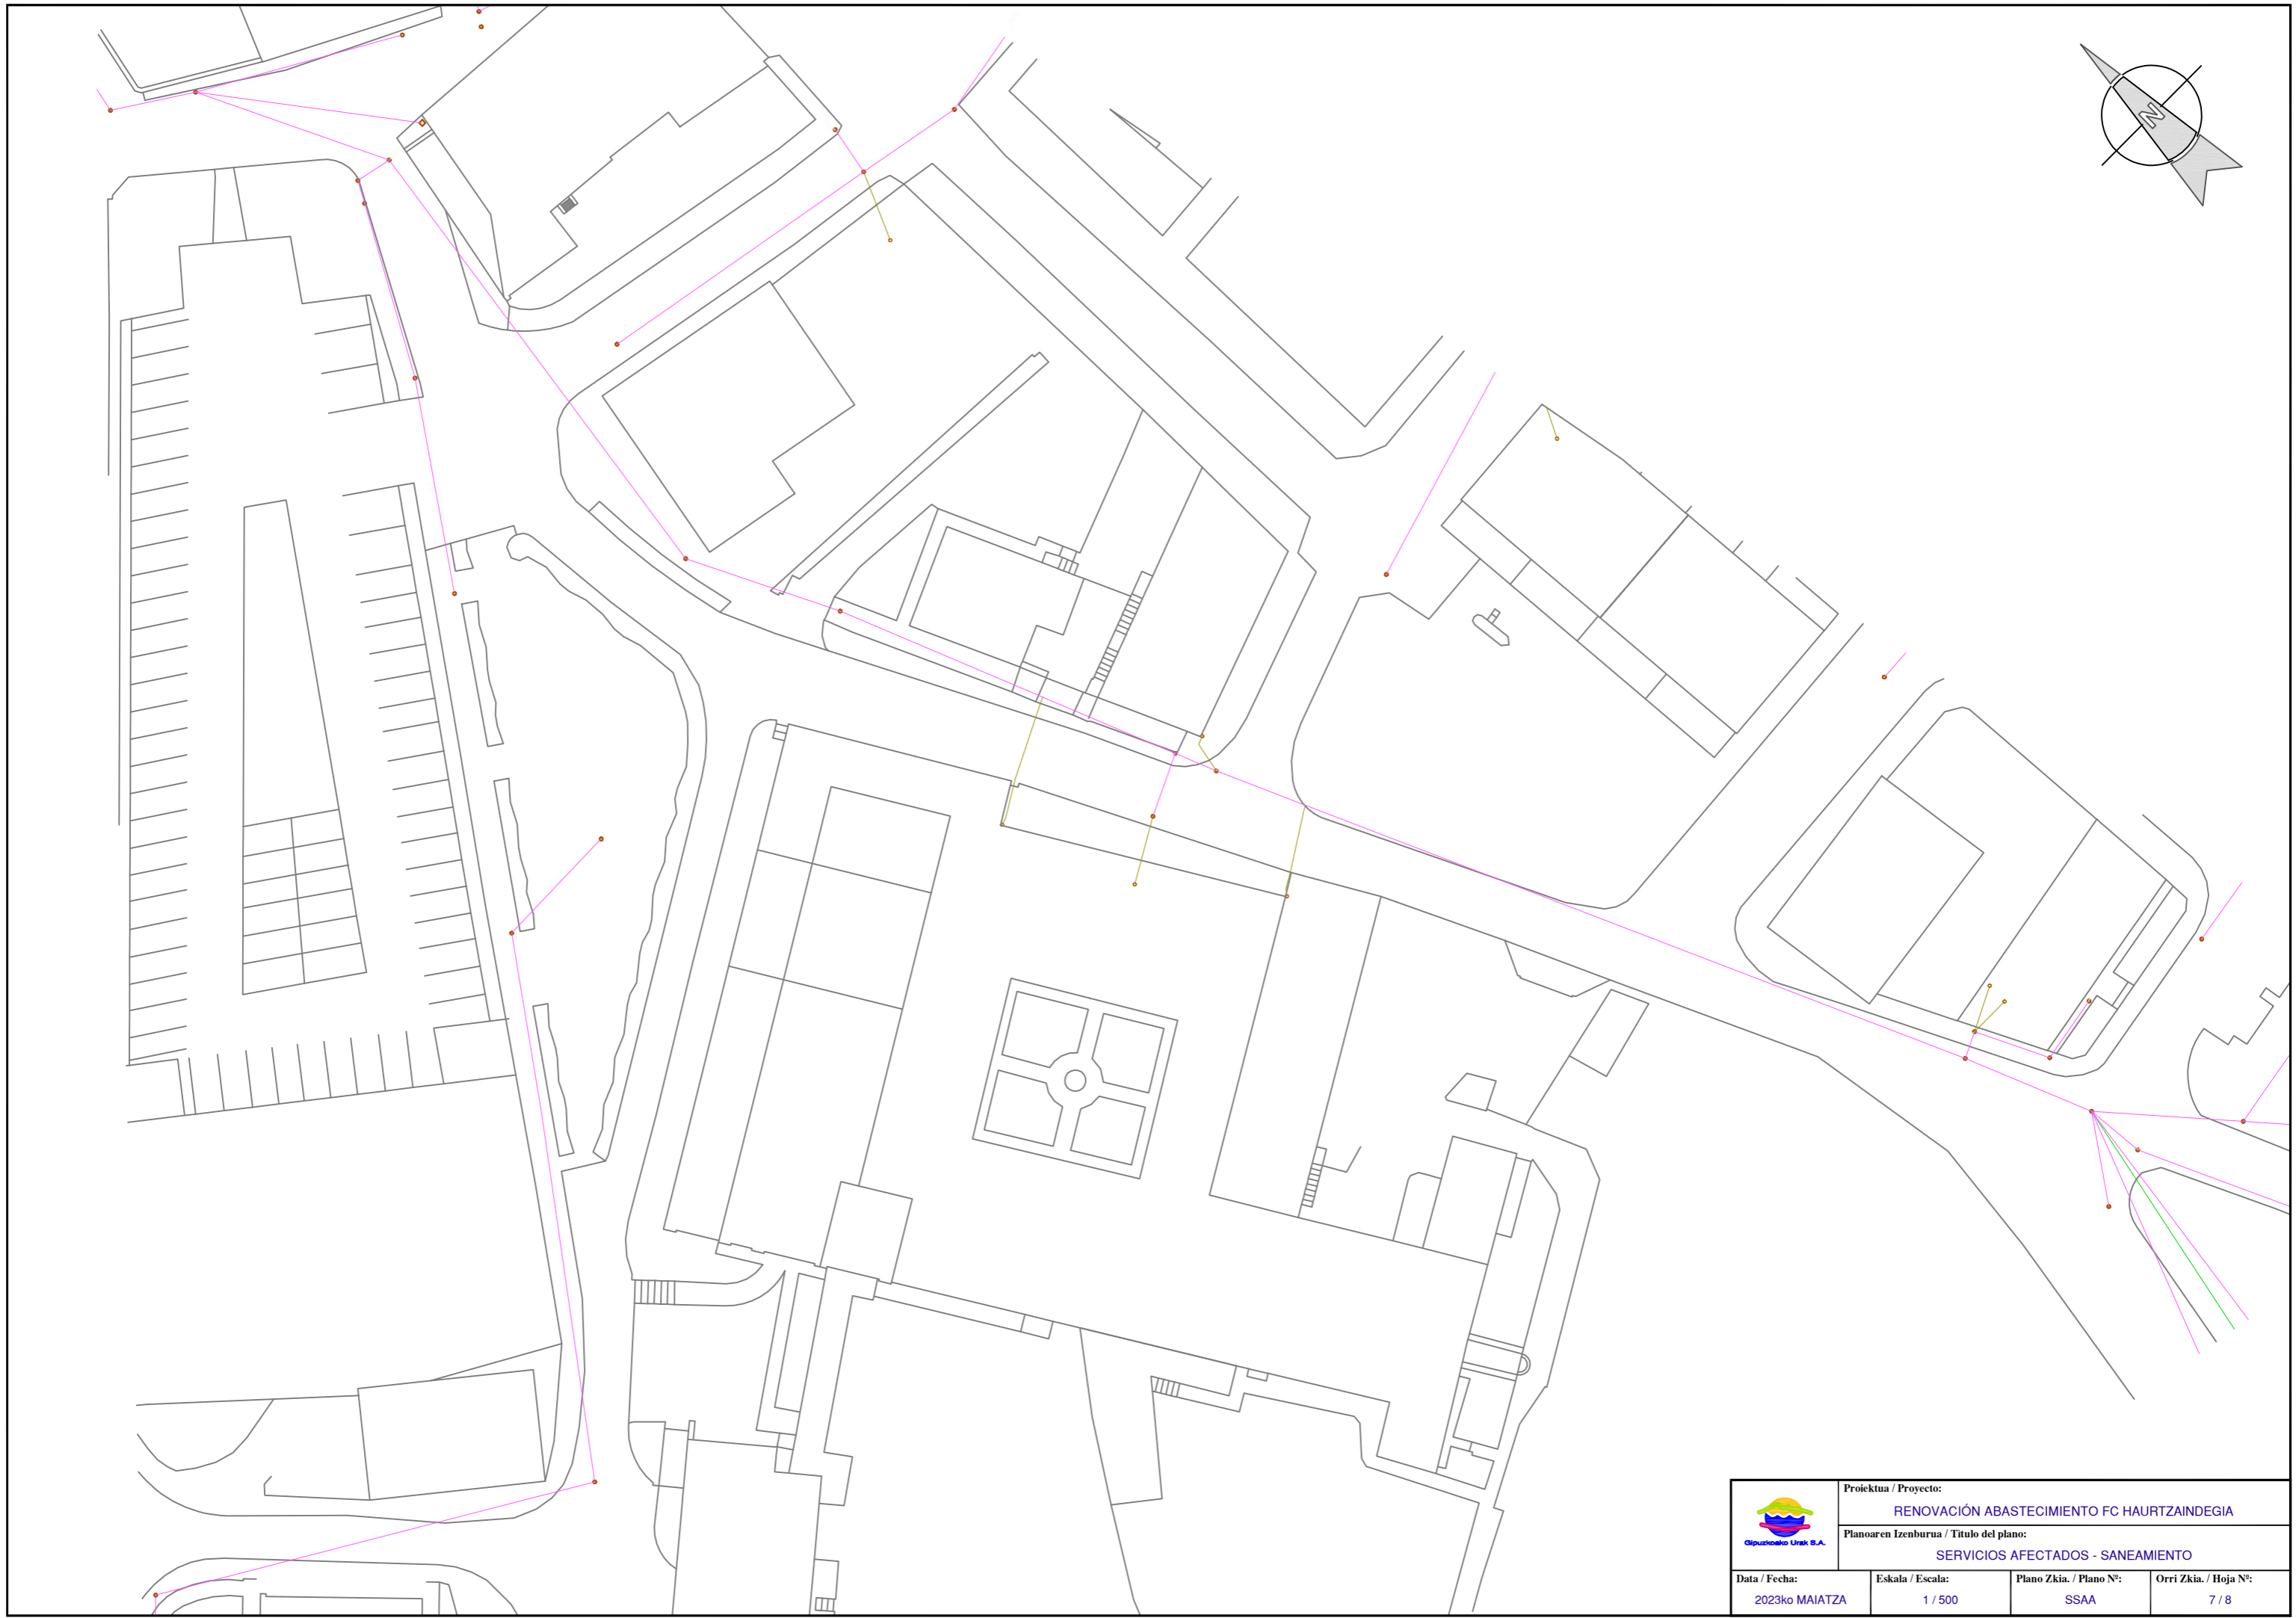 N
Proiektua / Proyecto:
RENOVACIÓN ABASTECIMIENTO FC HAURTZAINDEGIA
Planoaren Izenburua / Titulo del plano:
SERVICIOS AFECTADOS - SANEAMIENTO
Gipuzkoako Urak S.A.
Data / Fecha:
2023ko MAIATZA
Eskala / Escala:
1 / 500
Plano Zkia. / Plano Nº:
SSAA
Orri Zkia. / Hoja Nº:
7 / 8